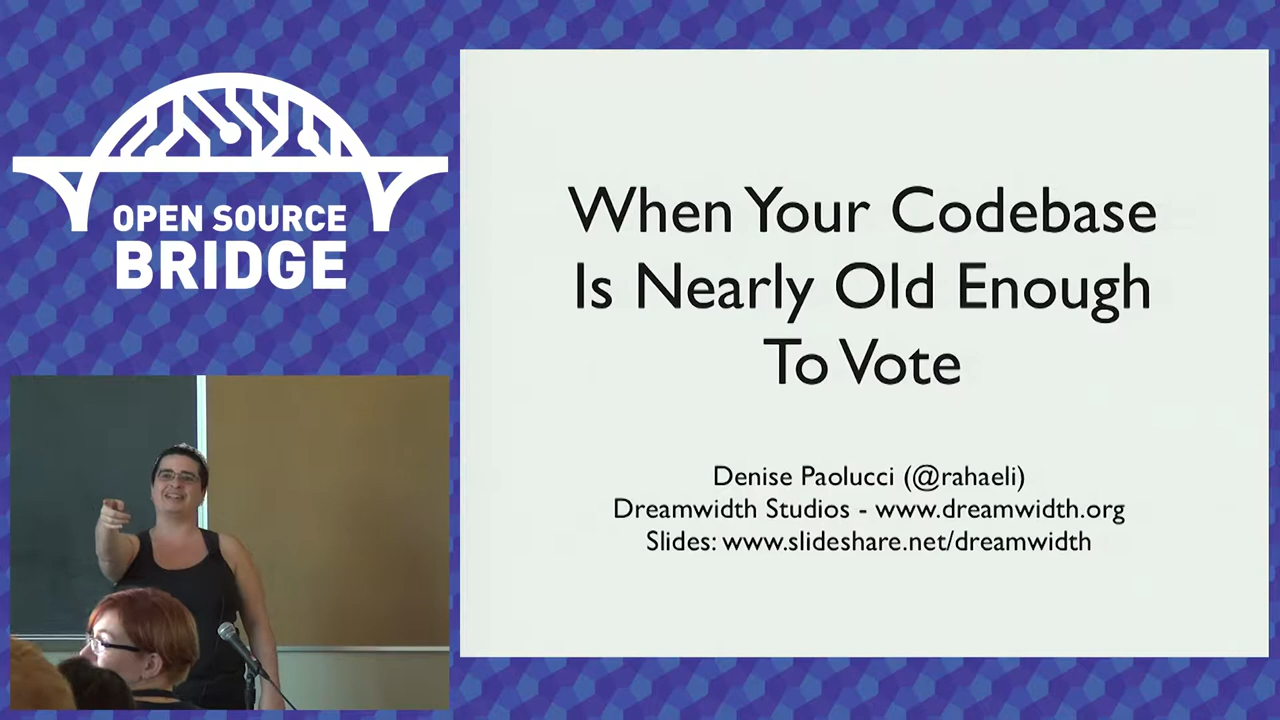 OPEN SOURCE
BRIDGE
When Your Codebase
Is Nearly Old Enough
To Vote
Denise Paolucci (@rahaeli)
Dreamwidth Studios - www.dreamwidth.org
Slides: www.slideshare.net/dreamwidth